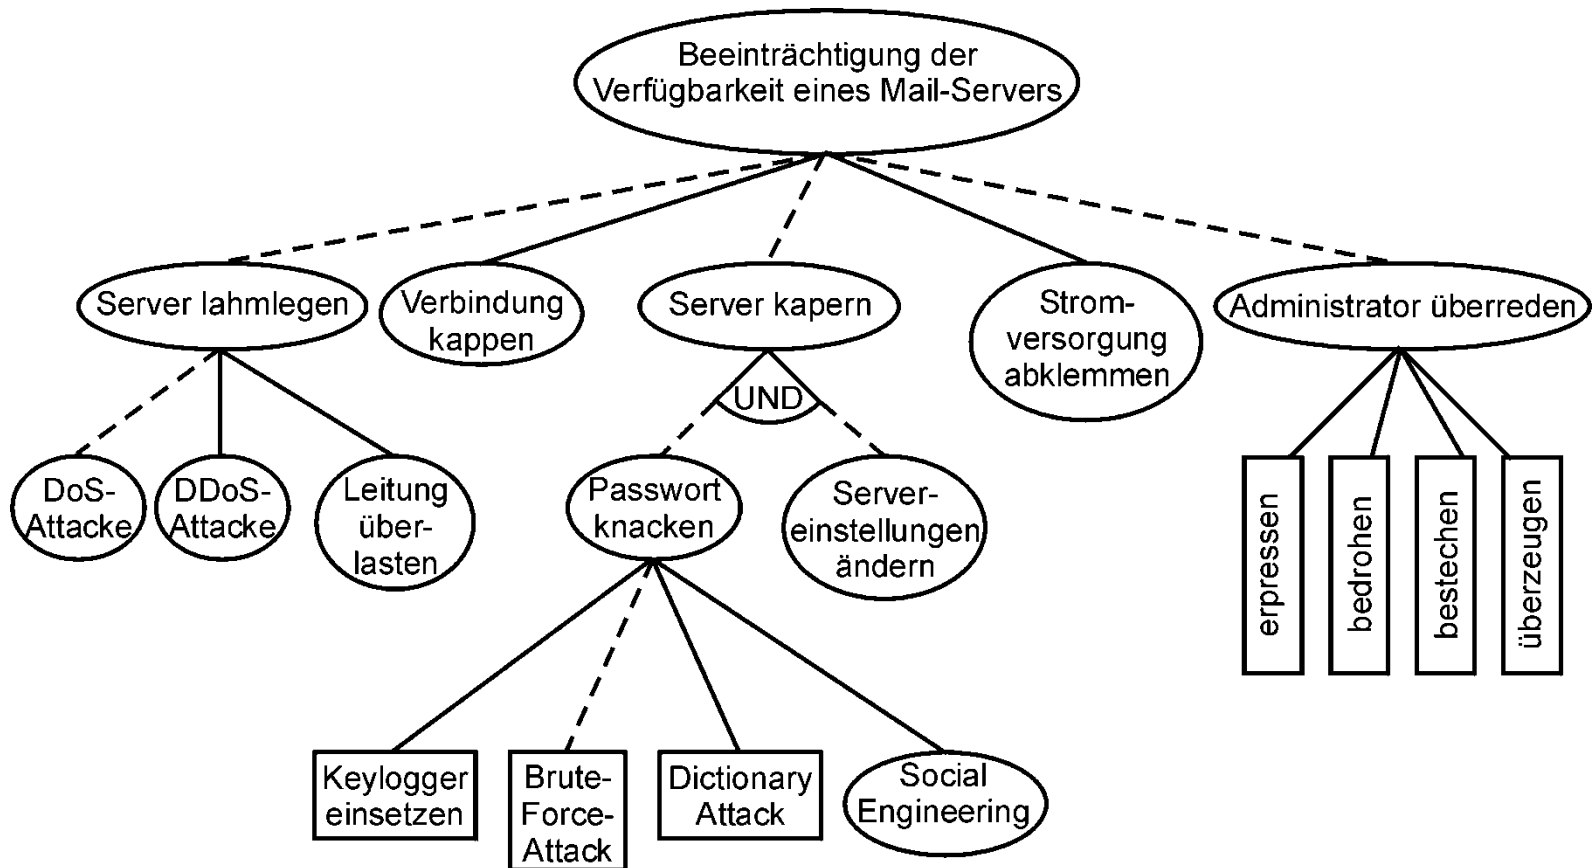 Beeinträchtigung der
Verfügbarkeit eines Mail-Servers
Server lahmlegen
Verbindung
kappen
Server kapern
Strom-
versorgung
abklemmen
Administrator überreden
UND
DoS-
Attacke
DDoS-
Attacke
Leitung
über-
lasten
Passwort
knacken
Server-
einstellungen
ändern
erpressen
bedrohen
bestechen
überzeugen
Keylogger
einsetzen
Brute-
Force-
Attack
Dictionary
Attack
Social
Engineering